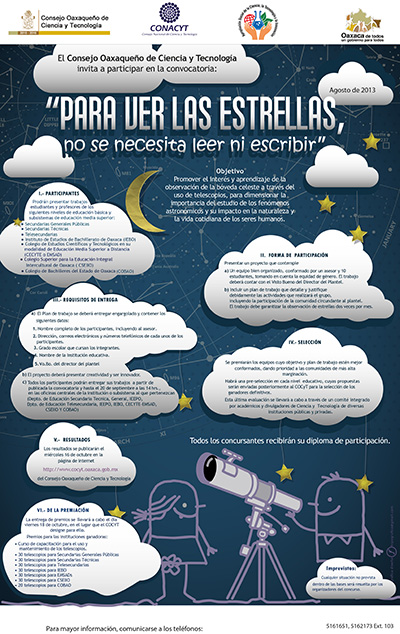 Consejo Oaxaqueño de
Ciencia y Tecnología
CONACYT
Consejo Nacional de Ciencia y Tecnología
Oaxaca de todos
un gobierno para todos
El Consejo Oaxaqueño de Ciencia y Tecnología
invita a participar en la convocatoria:
Agosto de 2013
"PARA VER LAS ESTRELLAS,
no se necesita leer ni escribir"
Objetivo
Promover el interés y aprendizaje de la
observación de la bóveda celeste a través del
uso de telescopios, para dimensionar la
importancia del estudio de los fenómenos
astronómicos y su impacto en la naturaleza y
la vida cotidiana de los seres humanos.
I.- PARTICIPANTES
Podrán presentar trabajos
estudiantes y profesores de los
siguientes niveles de educación básica y
subsistemas de educación media superior:
• Secundarias Generales Públicas
• Secundarias Técnicas
• Telesecundarias
• Instituto de Estudios de Bachillerato de Oaxaca (IEBO)
• Colegio de Estudios Científicos y Tecnológicos en su
modalidad de Educación Media Superior a Distancia
(CECYTE o EMSAD)
• Colegio Superior para la Educación Integral
Intercultural de Oaxaca ( CSEIIO)
• Colegio de Bachilleres del Estado de Oaxaca (COBAO)
II. FORMA DE PARTICIPACIÓN
Presentar un proyecto que contemple
a) Un equipo bien organizado, conformado por un asesor y 10
estudiantes, tomando en cuenta la equidad de género. El trabajo
deberá contar con el Visto Bueno del Director del Plantel.
b) Incluir un plan de trabajo que detalle y justifique
debidamente las actividades que realizará el grupo,
incluyendo la participación de la comunidad circundante al plantel.
El trabajo debe garantizar la observación de estrellas dos veces por mes.
III.- REQUISITOS DE ENTREGA
a) El Plan de trabajo se deberá entregar engargolado y contener los
siguientes datos:
1. Nombre completo de los participantes, incluyendo al asesor.
2. Dirección, correos electrónicos y números telefónicos de cada unos de los
participantes.
3. Grado escolar que cursan los integrantes.
4. Nombre de la institución educativa.
5. Vo.Bo. del director del plantel
b) El proyecto deberá presentarse creativo y ser innovador.
c) Todos los participantes podrán entregar sus trabajos a partir de
publicada la convocatoria y hasta el 20 de septiembre a las 14 hrs.,
en las oficinas centrales de la institución o subsistema al que pertenezcan
(Depto. de Educación Secundaria Técnica, General, IEEPO,
Dpto. de Educación Telesecundaria, IEEPO, IEBO, CECYTE EMSAD,
CSEIIO Y COBAO)
IV.- SELECCIÓN
Se premiarán los equipos cuyo objetivo y plan de trabajo estén mejor
conformados, dando prioridad a las comunidades de más alta
marginación.
Habrá una pre-selección en cada nivel educativo, cuyas propuestas
serán enviadas posteriormente al COCyT para la selección de los
ganadores definitivos.
Esta última evaluación se llevará a cabo a través de un comité integrado
por académicos y divulgadores de Ciencia y Tecnología de diversas
instituciones públicas y privadas.
V.- RESULTADOS
Los resultados se publicarán el
miércoles 16 de octubre en la
página de internet
http://www.cocyt.oaxaca.gob.mx
del Consejo Oaxaqueño de Ciencia y Tecnología
Todos los concursantes recibirán su diploma de participación.
VI.- DE LA PREMIACIÓN
La entrega de premios se llevará a cabo el día
viernes 18 de octubre, en el lugar que el COCYT
designe para ello.
Premios para las instituciones ganadoras:
• Curso de capacitación para el uso y
mantenimiento de los telescopios.
• 30 telescopios para Secundarias Generales Públicas
• 30 telescopios para Secundarias Técnicas
• 30 telescopios para Telesecundarias
• 30 telescopios para IEBO
• 30 telescopios para EMSADs
• 30 telescopios para CSEIIO
• 20 telescopios para COBAO
Imprevistos:
Cualquier situación no prevista
dentro de las bases será resuelta por los
organizadores del concurso.
Para mayor información, comunicarse a los teléfonos:
5161651, 5162173 Ext. 103